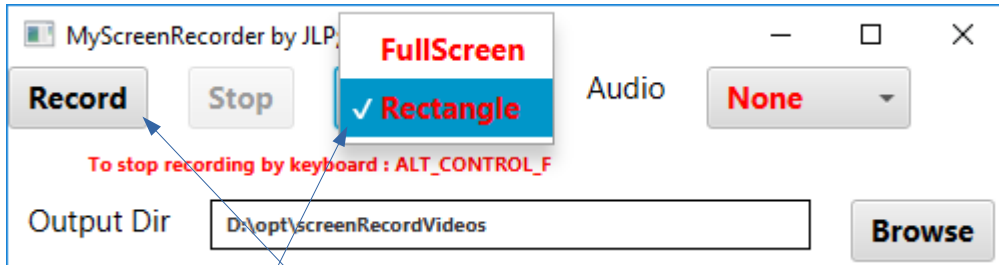 MyScreenRecorder by JLP
FullScreen
Record Stop ✓ Rectangle Audio None
To stop recording by keyboard : ALT_CONTROL_F
Output Dir D:\opt\screenRecordVideos Browse